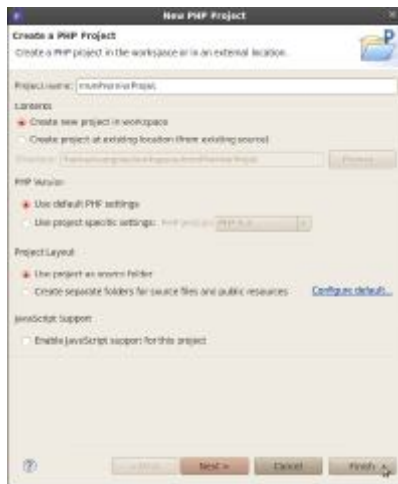 New PHP Project
Create a PHP Project
Create a PHP project in the workspace or in an external location.
Project name:
Contents
Create new project in workspace
Create project at existing location (from existing source)
PHP Version
Use default PHP settings
Use project specific settings:
Project Layout
Use project as source folder
Create separate folders for source files and public resources Configure default...
JavaScript Support
Enable JavaScript support for this project
Next > Cancel Finish